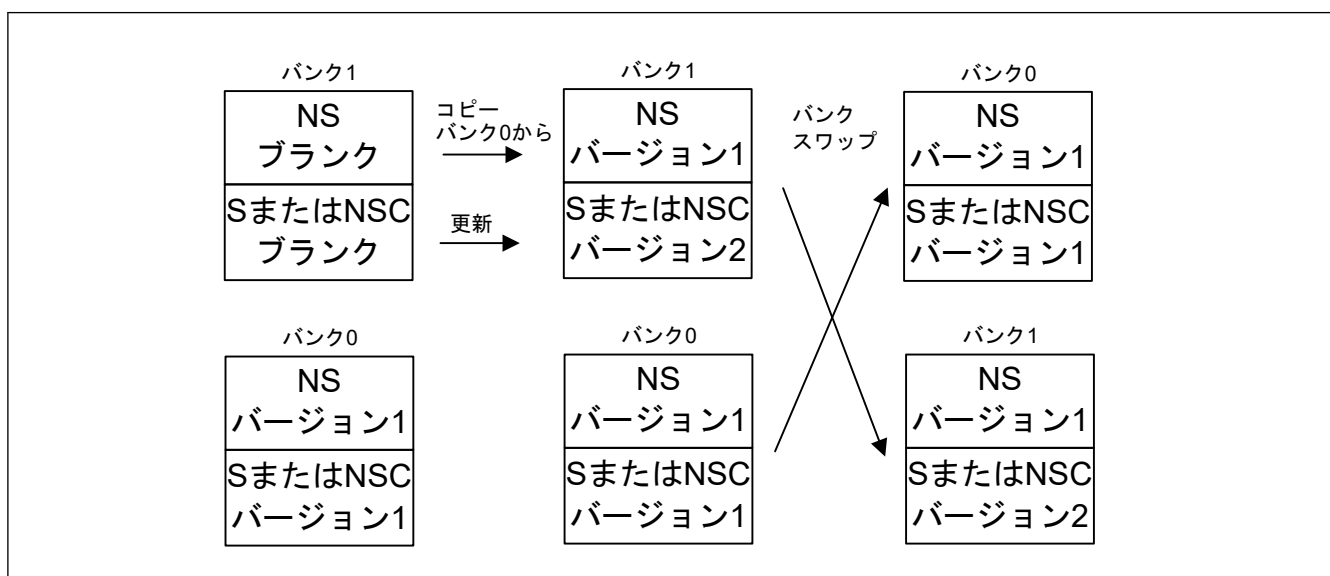 バンク1
NS
ブランク
SまたはNSC
ブランク
コピー
バンク0から
更新
バンク1
NS
バージョン1
SまたはNSC
バージョン2
バンク
スワップ
バンク0
NS
バージョン1
SまたはNSC
バージョン1
バンク0
NS
バージョン1
SまたはNSC
バージョン1
バンク0
NS
バージョン1
SまたはNSC
バージョン1
バンク1
NS
バージョン1
SまたはNSC
バージョン2